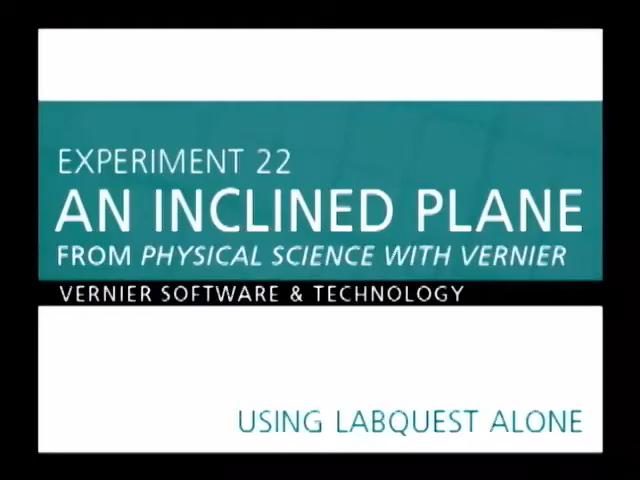 EXPERIMENT 22
AN INCLINED PLANE
FROM PHYSICAL SCIENCE WITH VERNIER
VERNIER SOFTWARE & TECHNOLOGY
USING LABQUEST ALONE